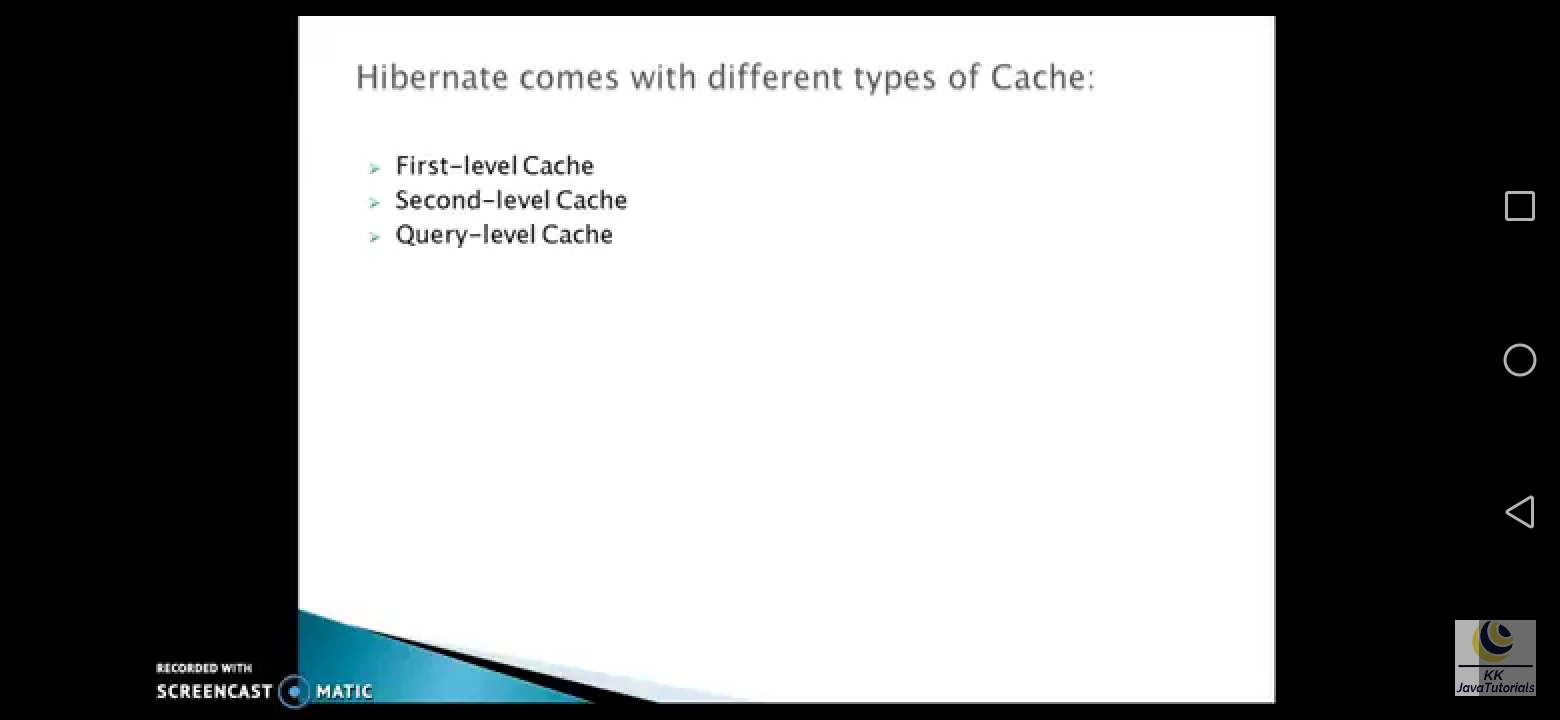 Hibernate comes with different types of Cache:
First-level Cache
Second-level Cache
Query-level Cache
RECORDED WITH
SCREENCAST MATIC
KK
JavaTutorials